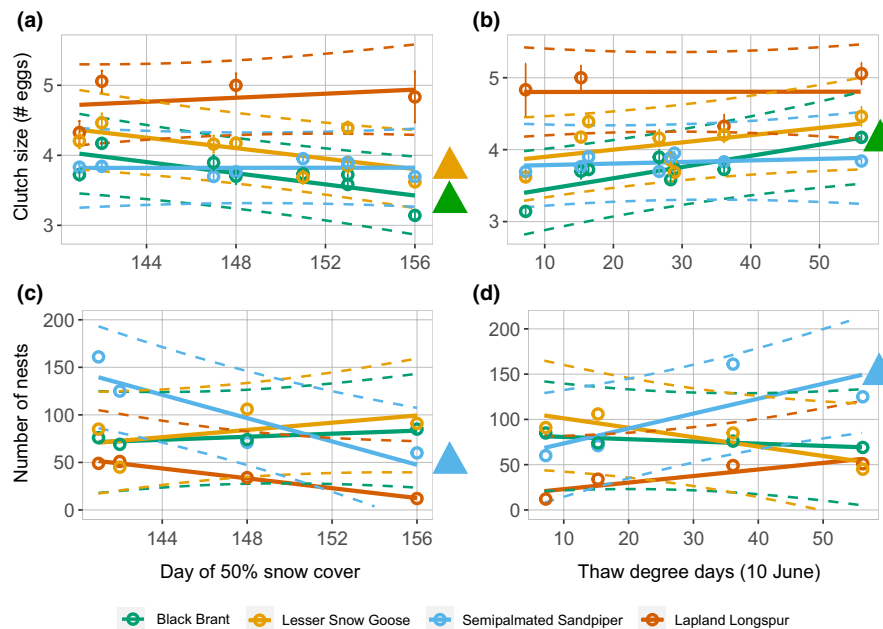 (a) (b)
Clutch size (# eggs)
5 5
4 4
3 3
144 148 152 156 10 20 30 40 50
(c) (d)
Number of nests
200 200
150 150
100 100
50 50
0 0
144 148 152 156 10 20 30 40 50
Day of 50% snow cover Thaw degree days (10 June)
Black Brant Lesser Snow Goose Semipalmated Sandpiper Lapland Longspur